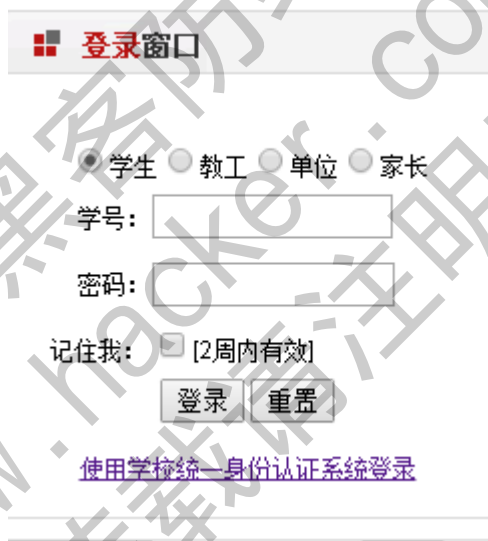 登录窗口
学生 教工 单位 家长
学号：
密码：
记住我： [2周内有效]
登录 重置
使用学校统一身份认证系统登录